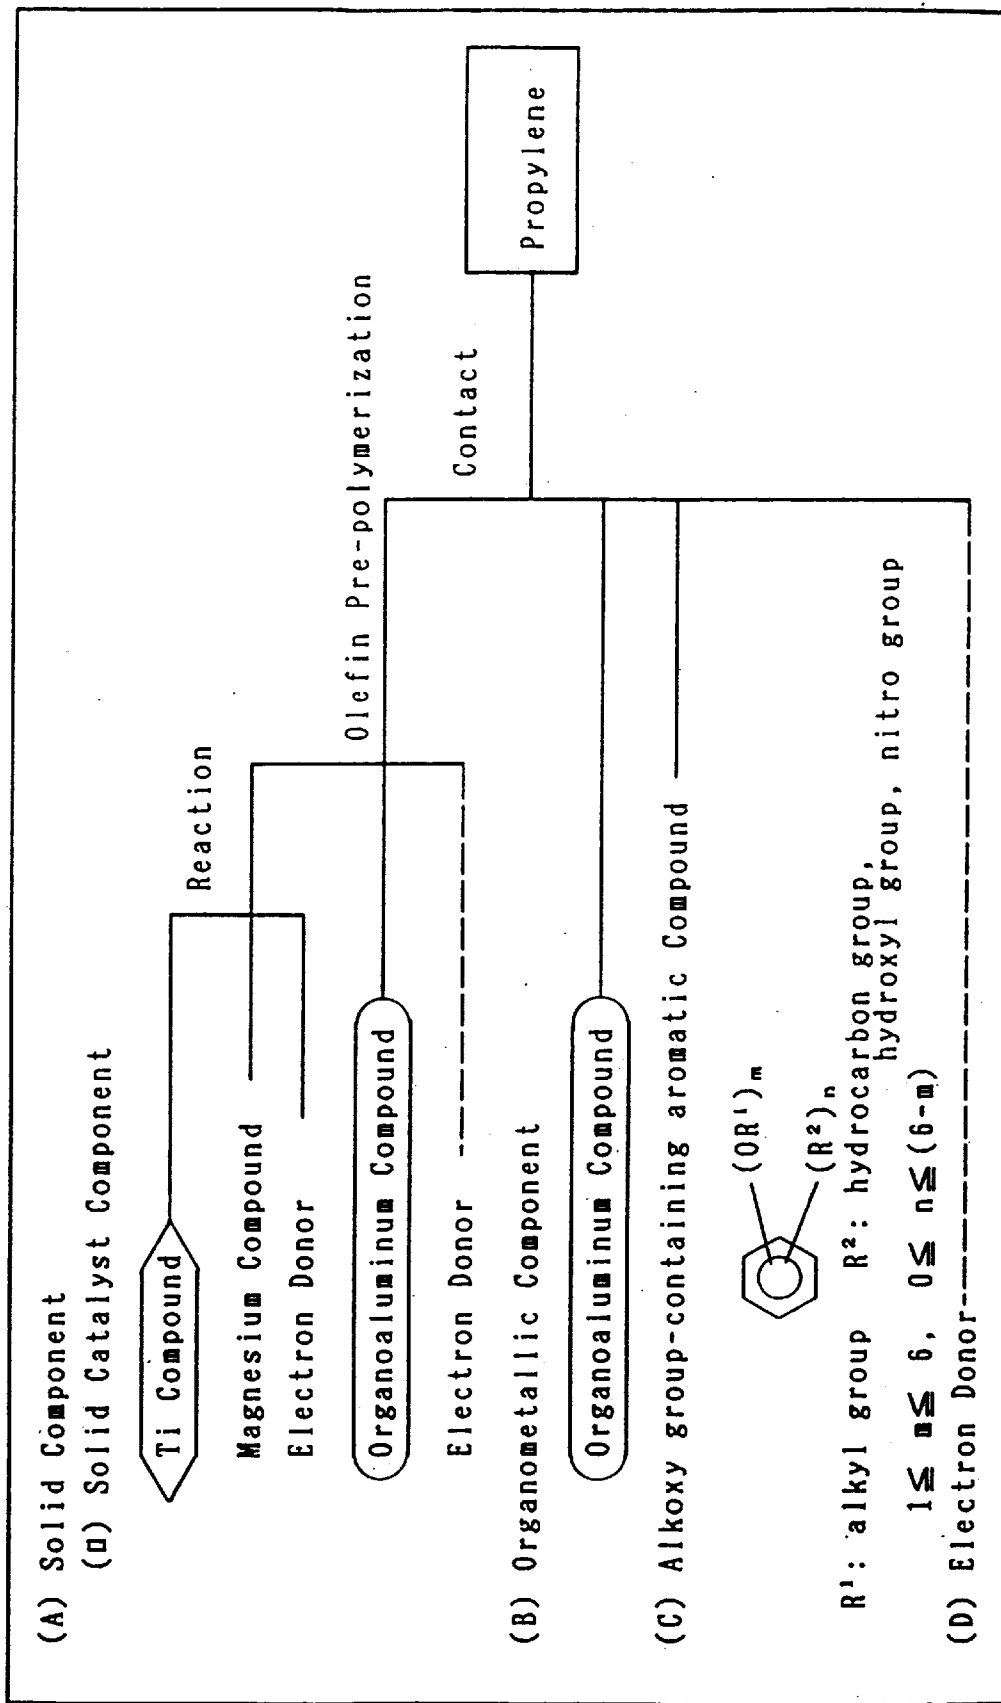 (A) Solid Component
(ロ) Solid Catalyst Component
Ti Compound
Reaction
Magnesium Compound
Electron Donor
Olefin Pre-polymerization
Organoaluminum Compound
Contact
Electron Donor
Propylene
(B) Organometallic Component
Organoaluminum Compound
(C) Alkoxy group-containing aromatic Compound
(OR¹)m
(R²)n
R¹: alkyl group R²: hydrocarbon group,
hydroxyl group, nitro group
1≦ m≦ 6, 0≦ n≦(6-m)
(D) Electron Donor